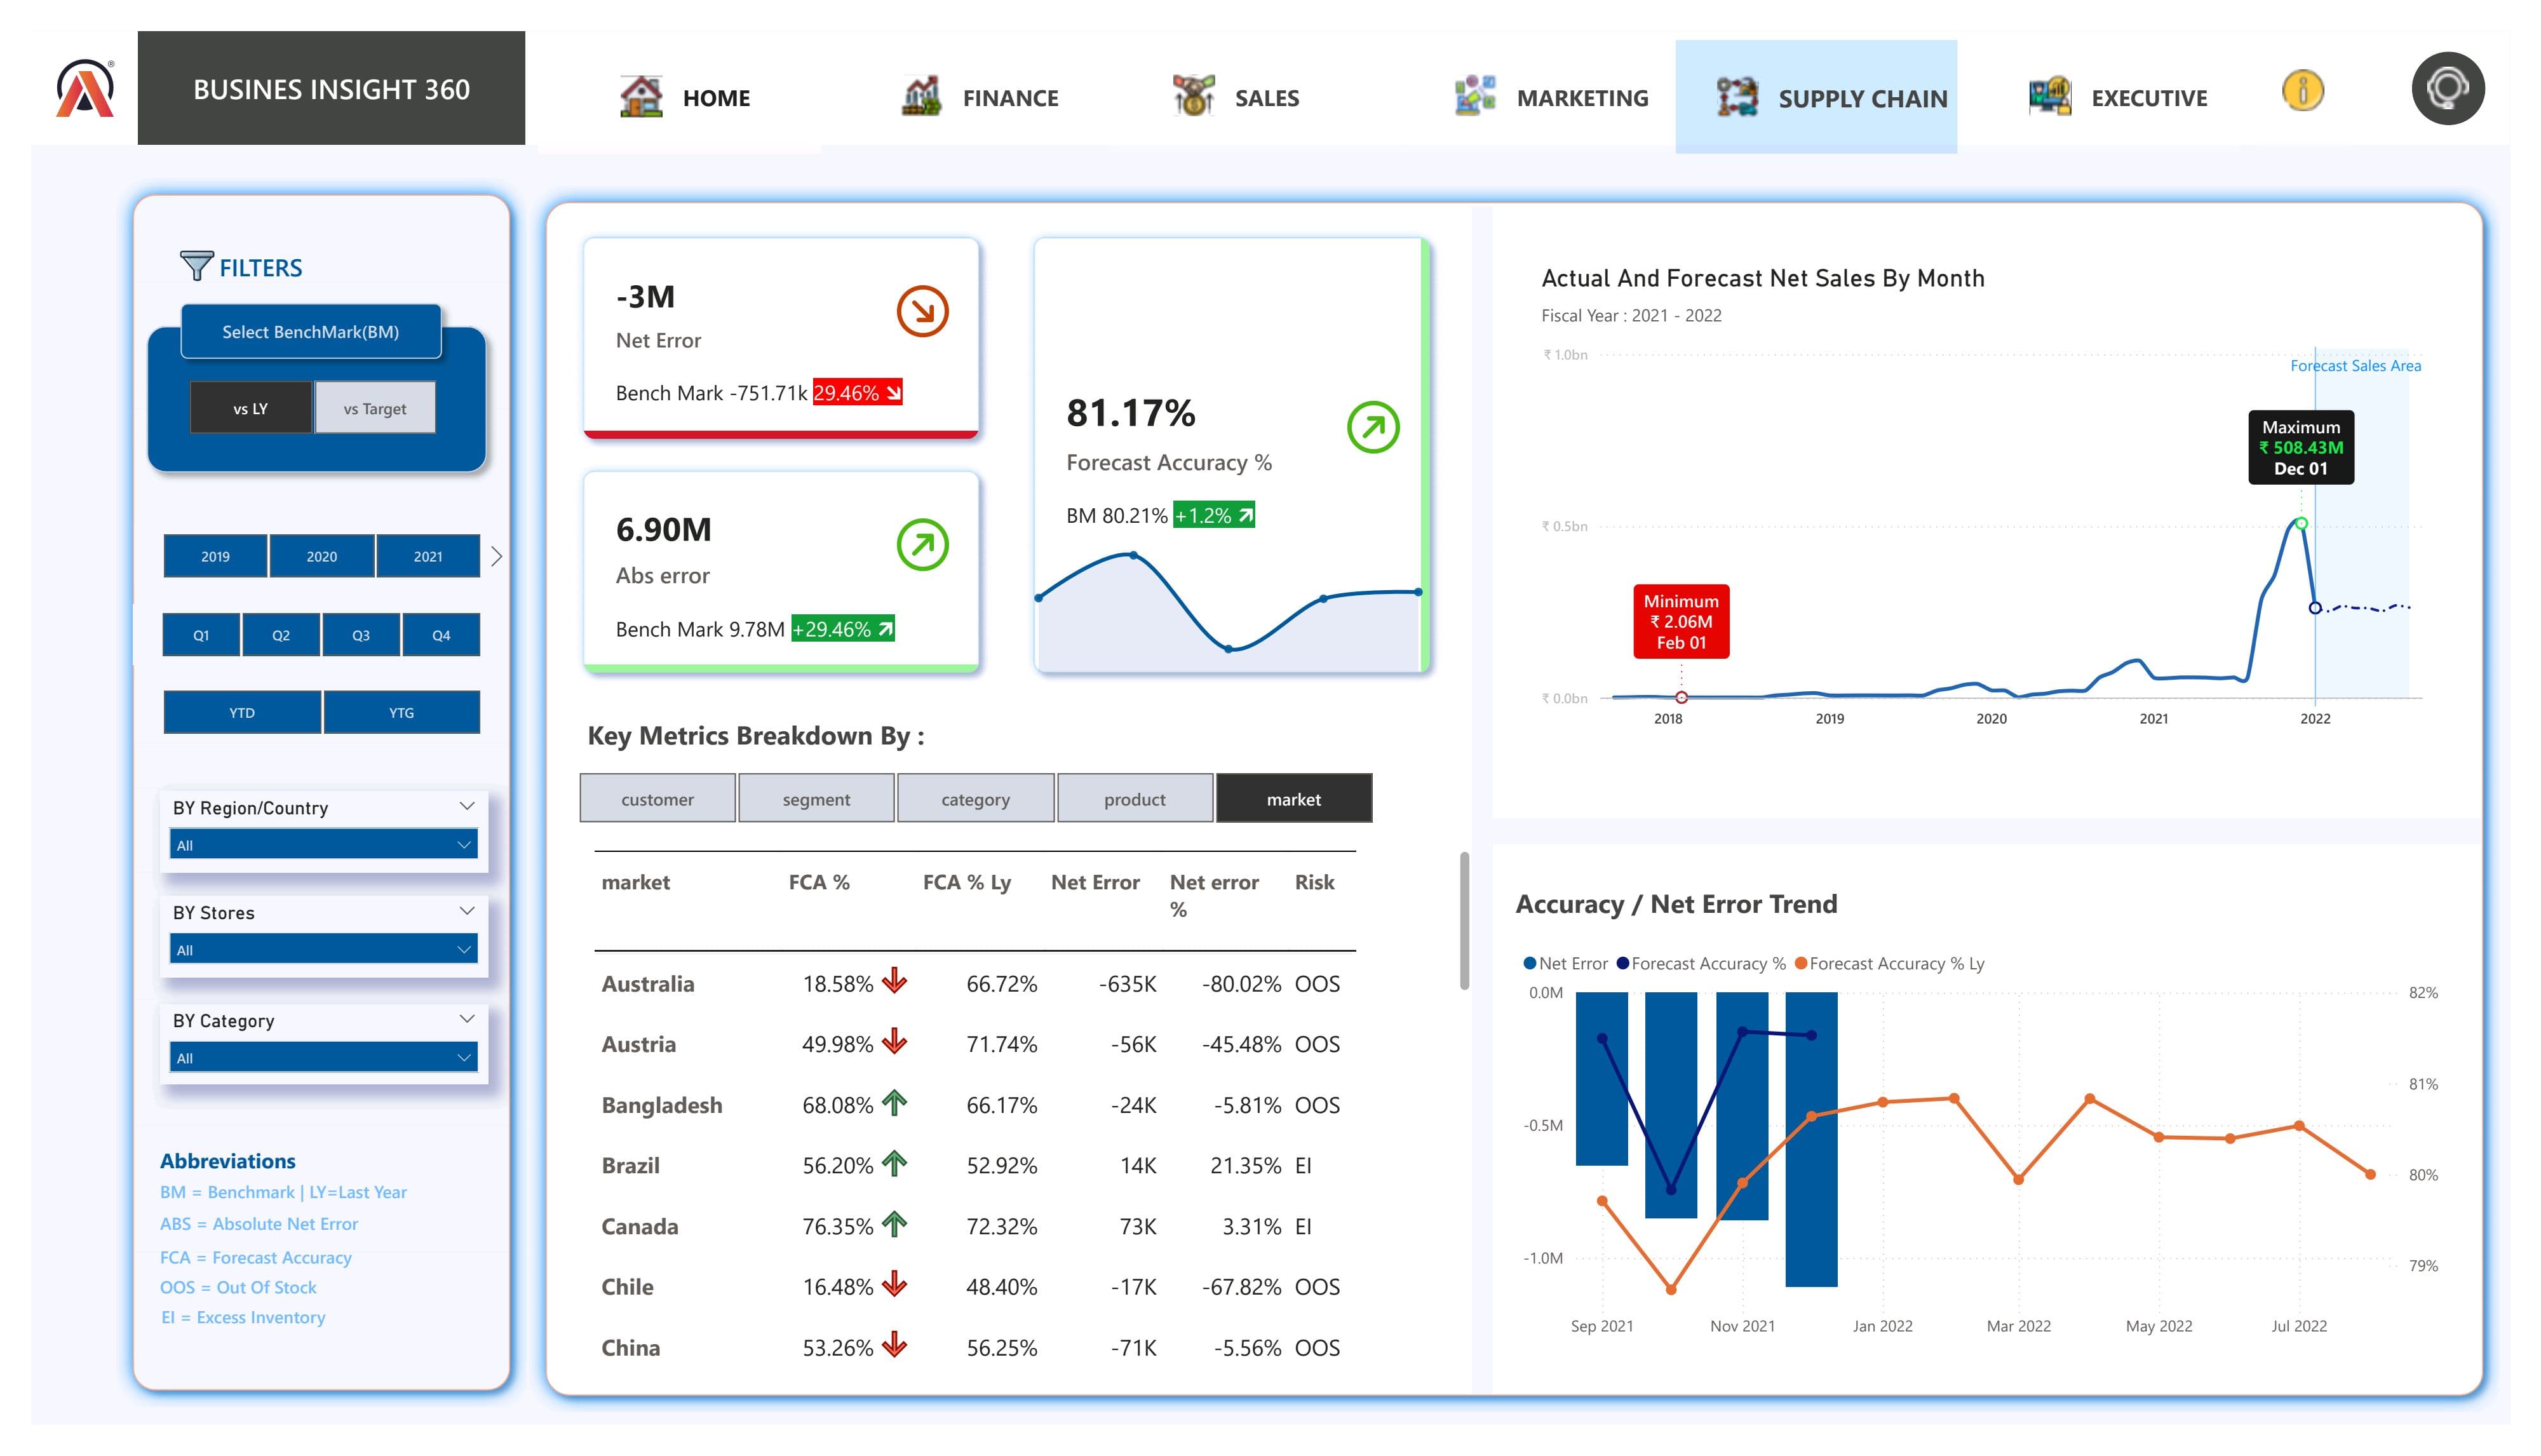 BUSINES INSIGHT 360
HOME
FINANCE
SALES
MARKETING
SUPPLY CHAIN
EXECUTIVE
FILTERS
Select BenchMark(BM)
vs LY
vs Target
2019
2020
2021
Q1
Q2
Q3
Q4
YTD
YTG
BY Region/Country
All
BY Stores
All
BY Category
All
Abbreviations
BM = Benchmark | LY=Last Year
ABS = Absolute Net Error
FCA = Forecast Accuracy
OOS = Out Of Stock
EI = Excess Inventory
-3M
Net Error
Bench Mark -751.71k 29.46%
6.90M
Abs error
Bench Mark 9.78M +29.46%
81.17%
Forecast Accuracy %
BM 80.21% +1.2%
Key Metrics Breakdown By :
customer
segment
category
product
market
market FCA % FCA % Ly Net Error Net error % Risk
Australia 18.58% 66.72% -635K -80.02% OOS
Austria 49.98% 71.74% -56K -45.48% OOS
Bangladesh 68.08% 66.17% -24K -5.81% OOS
Brazil 56.20% 52.92% 14K 21.35% EI
Canada 76.35% 72.32% 73K 3.31% EI
Chile 16.48% 48.40% -17K -67.82% OOS
China 53.26% 56.25% -71K -5.56% OOS
Actual And Forecast Net Sales By Month
Fiscal Year : 2021 - 2022
₹ 1.0bn
Forecast Sales Area
Maximum
₹ 508.43M
Dec 01
₹ 0.5bn
Minimum
₹ 2.06M
Feb 01
₹ 0.0bn
2018 2019 2020 2021 2022
Accuracy / Net Error Trend
Net Error Forecast Accuracy % Forecast Accuracy % Ly
0.0M 82%
81%
-0.5M
80%
-1.0M
79%
Sep 2021 Nov 2021 Jan 2022 Mar 2022 May 2022 Jul 2022